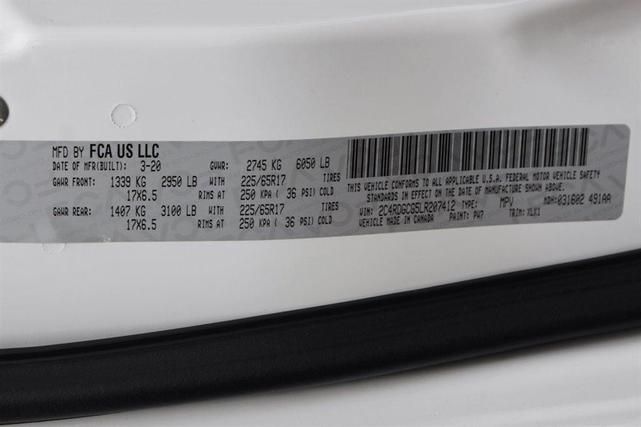 MFD BY FCA US LLC
DATE OF MFR(BUILT): 3-20 GVWR: 2745 KG 6050 LB
GAWR FRONT: 1339 KG 2950 LB WITH 225/65R17 TIRES
17X6.5 RIMS AT 250 KPA ( 36 PSI) COLD
GAWR REAR: 1407 KG 3100 LB WITH 225/65R17 TIRES
17X6.5 RIMS AT 250 KPA ( 36 PSI) COLD
THIS VEHICLE CONFORMS TO ALL APPLICABLE U.S.A. FEDERAL MOTOR VEHICLE SAFETY
STANDARDS IN EFFECT ON THE DATE OF MANUFACTURE SHOWN ABOVE.
VIN: 2C4RDGCG5LR207412 TYPE: MPV MDH:031602 491AA
VEHICLE MADE IN CANADA PAINT: PW7 TRIM: XLX1